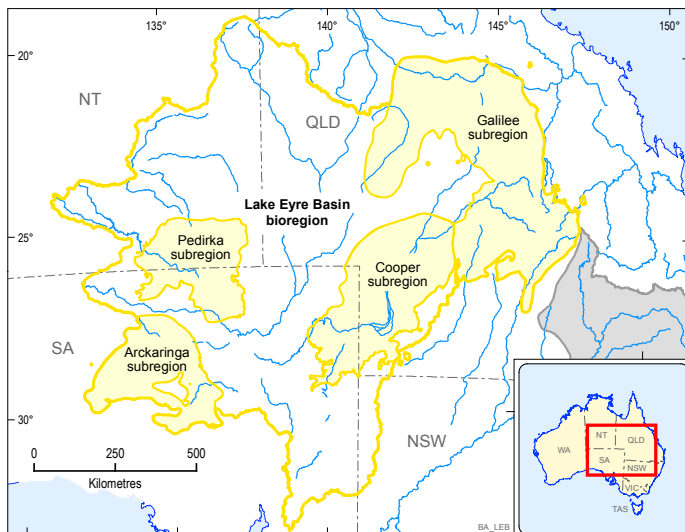 135°
140°
145°
150°
20°
NT
QLD
Galilee
subregion
Lake Eyre Basin
bioregion
25°
Pedirka
subregion
Cooper
subregion
SA
Arckaringa
subregion
30°
NSW
0
250
500
Kilometres
BA_LEB
WA
NT
QLD
SA
NSW
VIC
TAS